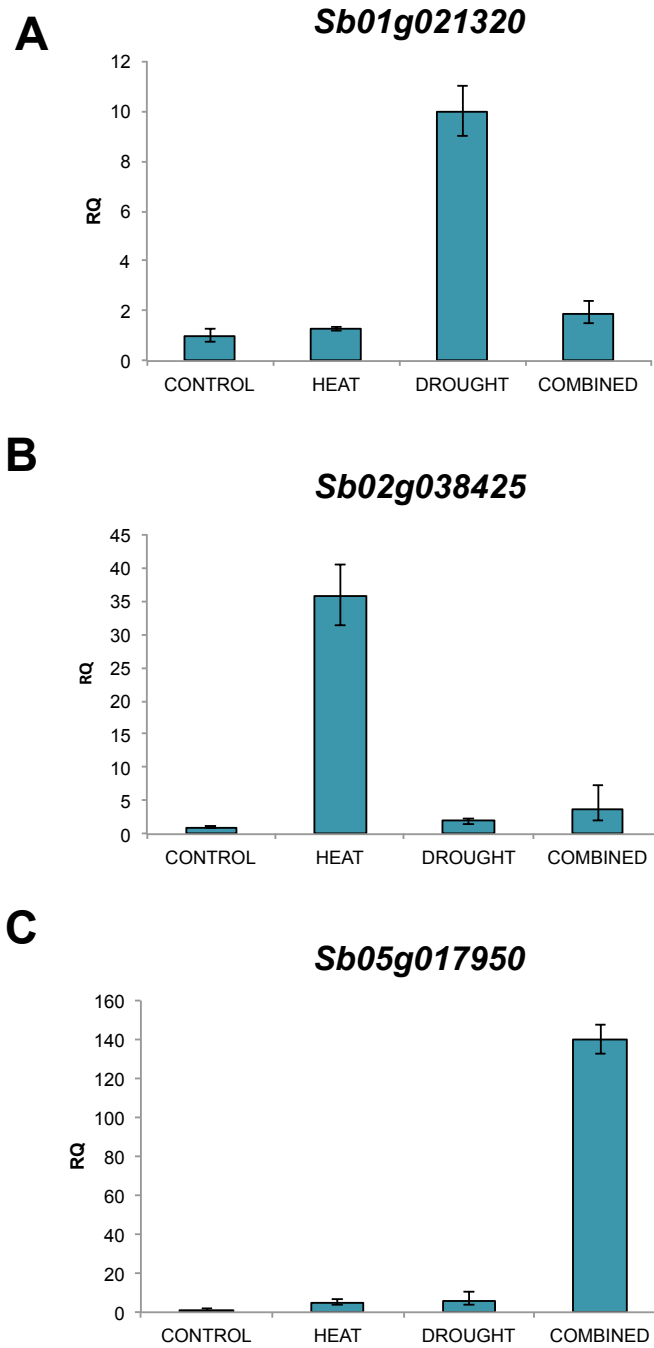 A
Sb01g021320
12
10
8
6
4
2
0
RQ
CONTROL HEAT DROUGHT COMBINED
B
Sb02g038425
45
40
35
30
25
20
15
10
5
0
RQ
CONTROL HEAT DROUGHT COMBINED
C
Sb05g017950
160
140
120
100
80
60
40
20
0
RQ
CONTROL HEAT DROUGHT COMBINED